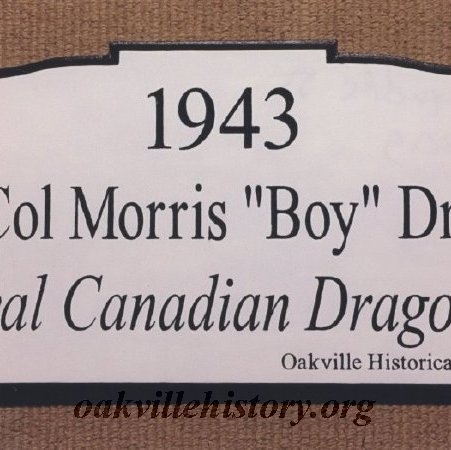 1943
Col Morris "Boy" Dr
al Canadian Drago
Oakville Historica
oakvillehistory.org